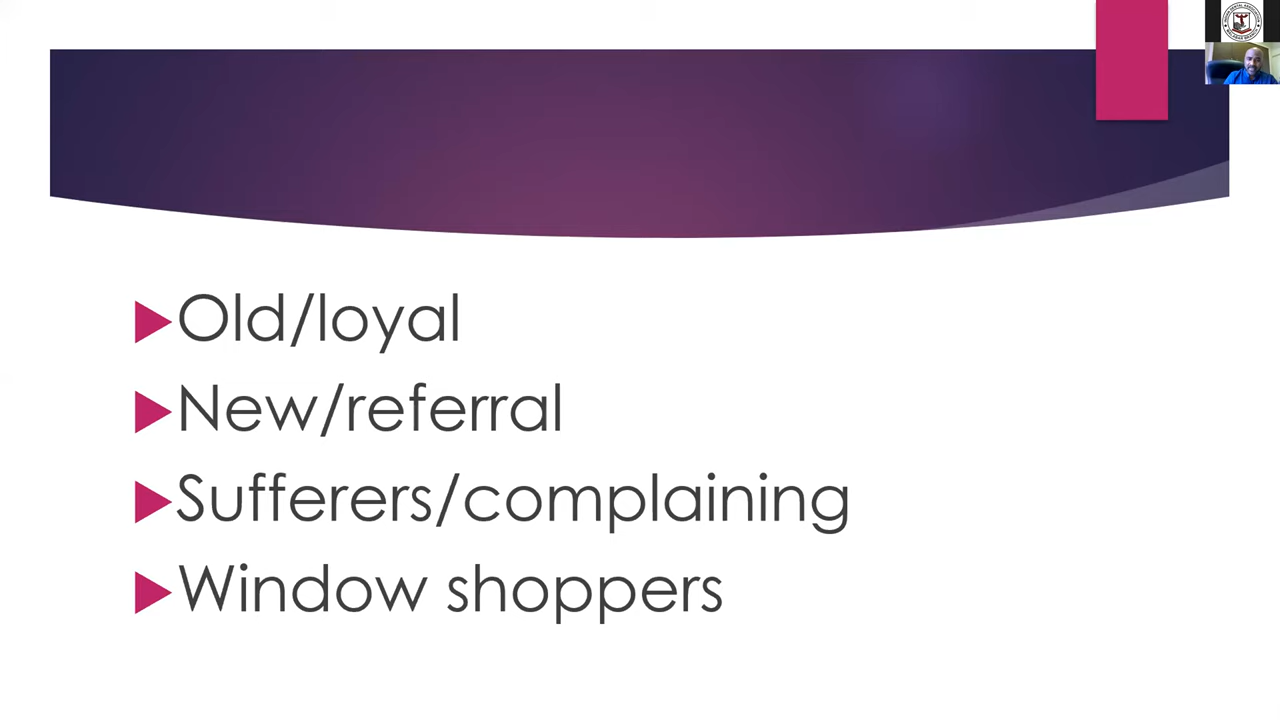 Old/loyal
New/referral
Sufferers/complaining
Window shoppers